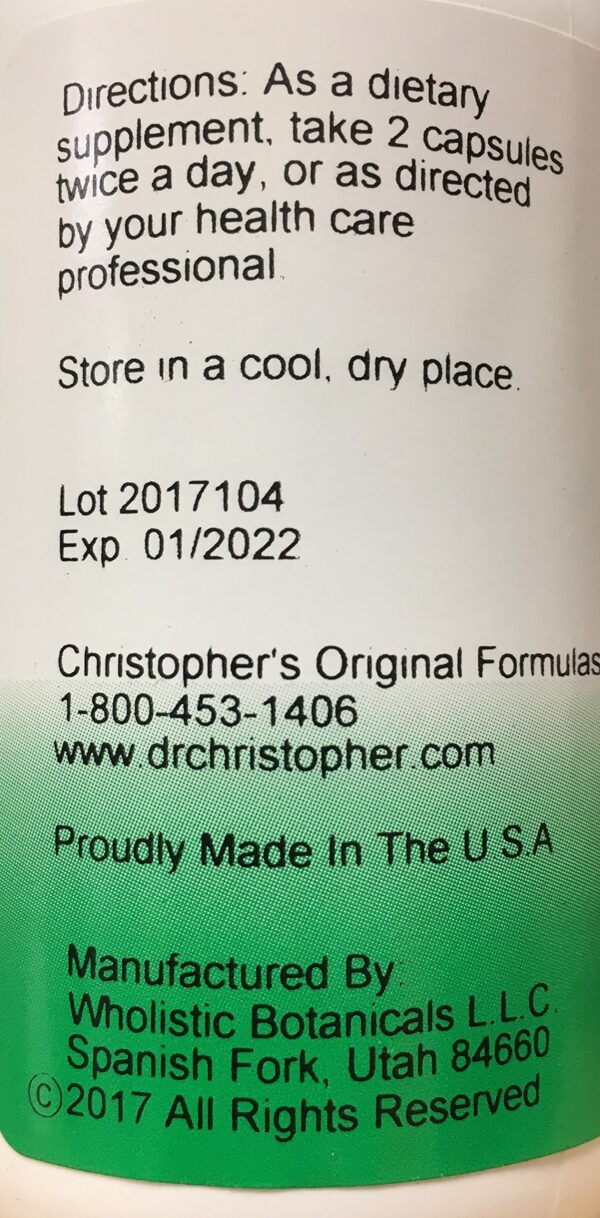 Directions: As a dietary
supplement, take 2 capsules
twice a day, or as directed
by your health care
professional.
Store in a cool, dry place.
Lot 2017104
Exp. 01/2022
Christopher's Original Formulas
1-800-453-1406
www.drchristopher.com
Proudly Made In The U.S.A
Manufactured By:
Wholistic Botanicals L.L.C.
Spanish Fork, Utah 84660
©2017 All Rights Reserved